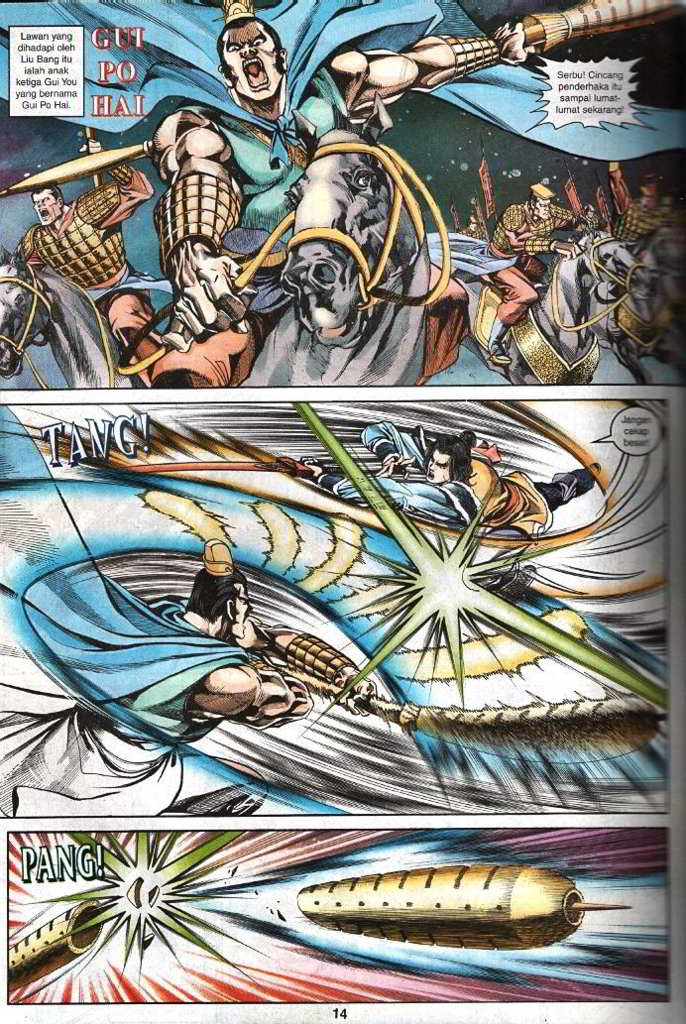 Lawan yang
dihadapi oleh
Liu Bang itu
ialah anak
ketiga Gui You
yang bernama
Gui Po Hai.
GUI
PO
HAI
Serbu! Cincang
penderhaka itu
sampai lumat-
lumat sekarang!
TANG!
Jangan
cakap
besar!
PANG!
14